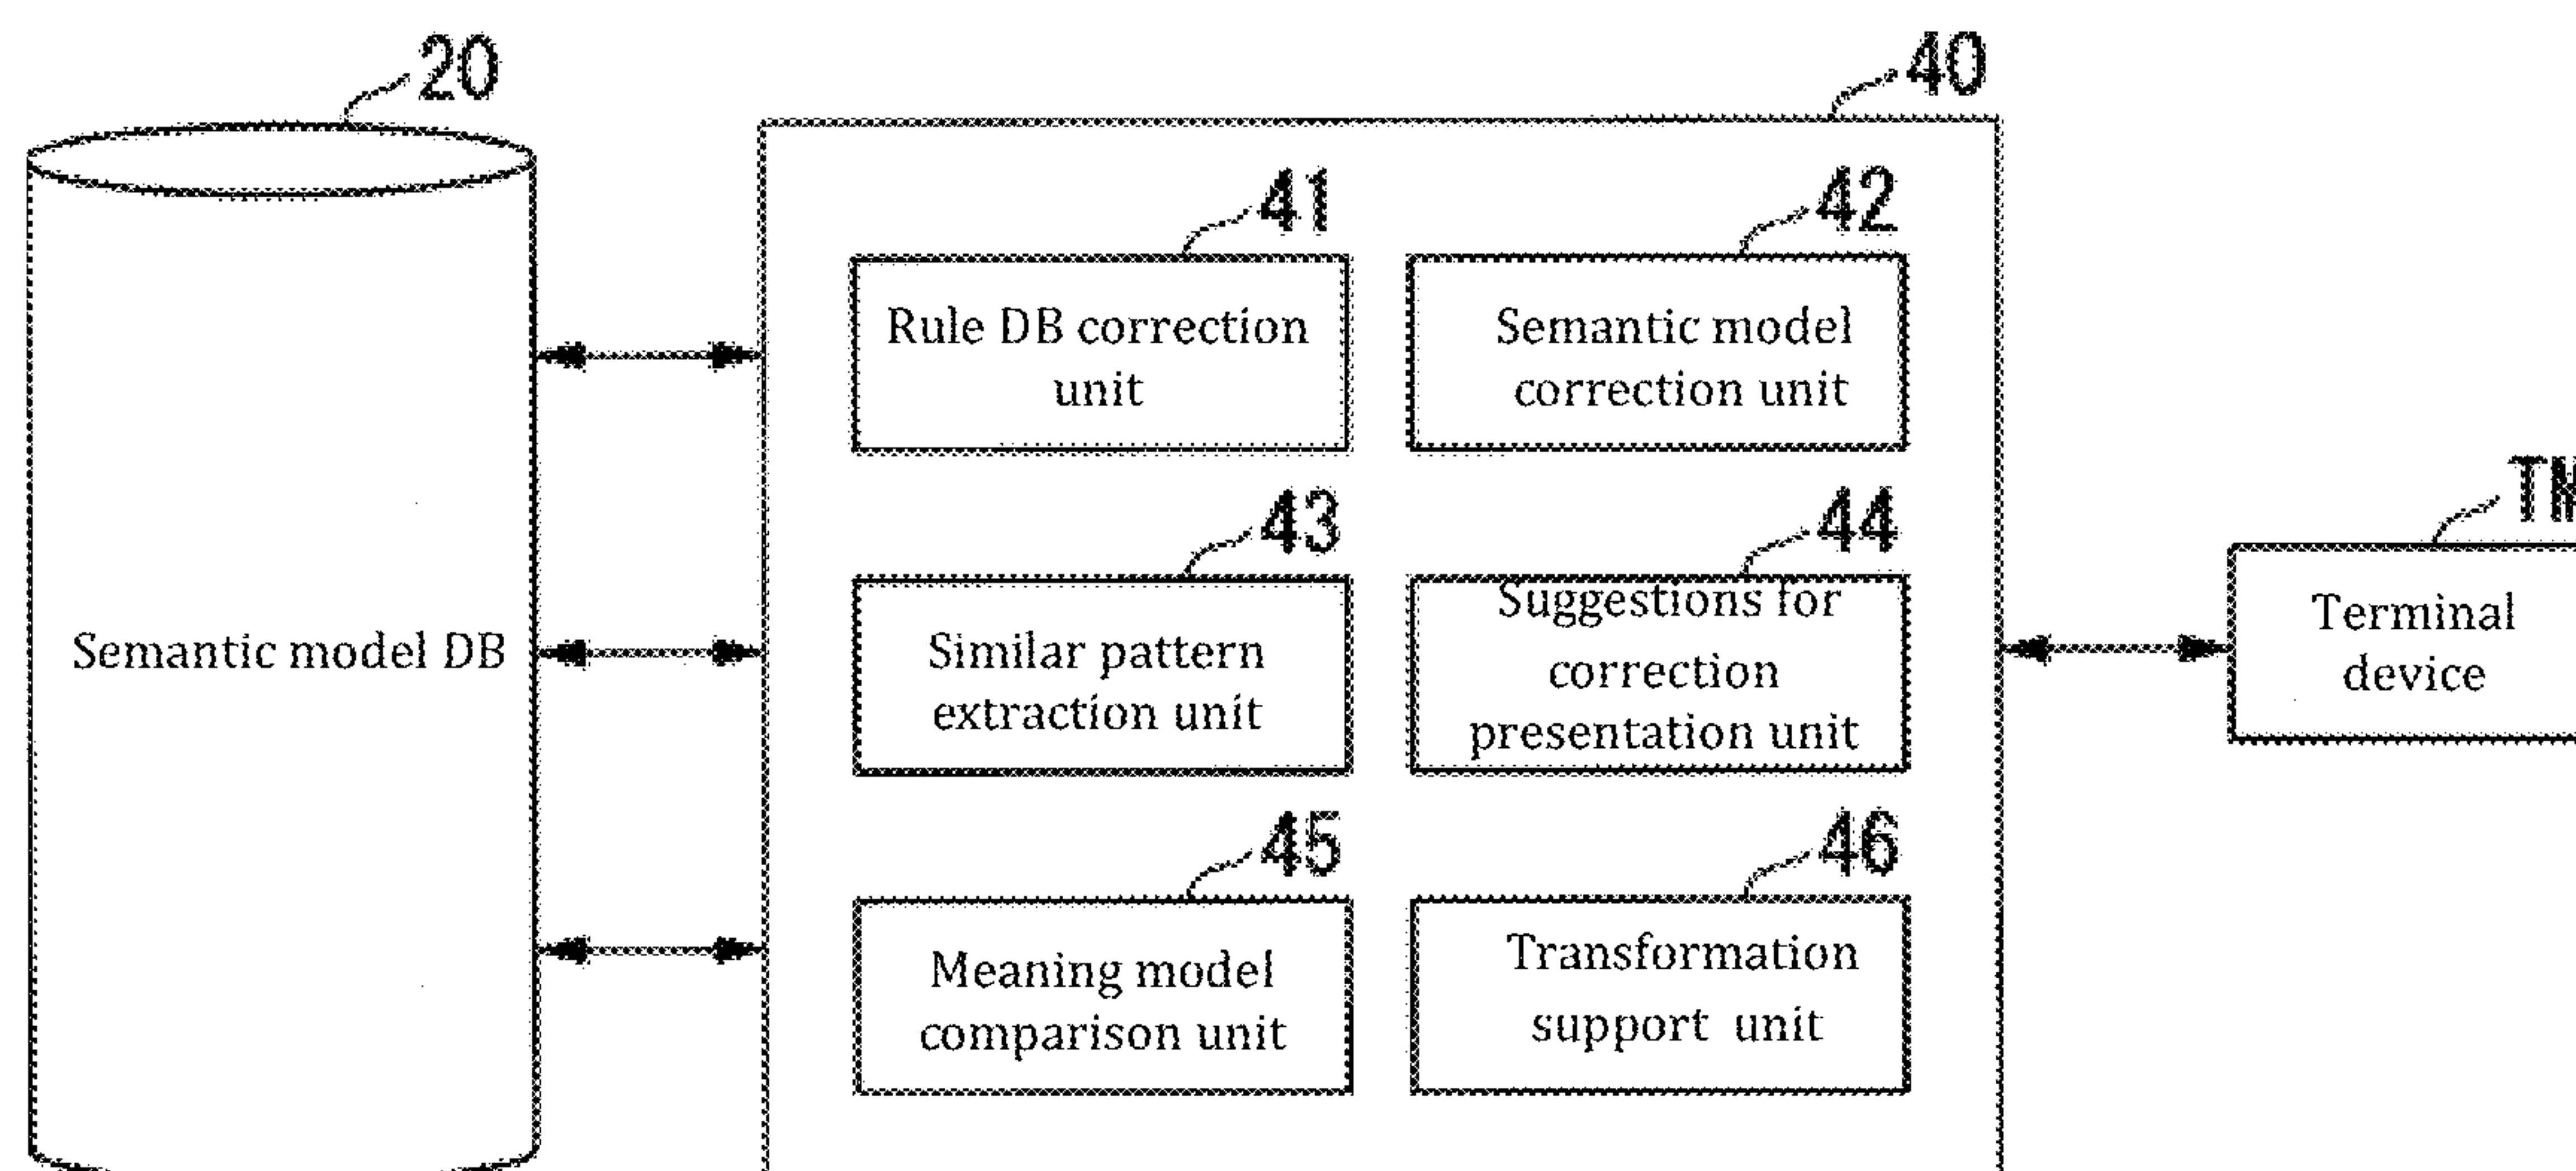 20
40
41
42
Rule DB correction
unit
Semantic model
correction unit
43
44
TM
Semantic model DB
Similar pattern
extraction unit
Suggestions for
correction
presentation unit
Terminal
device
45
46
Meaning model
comparison unit
Transformation
support unit